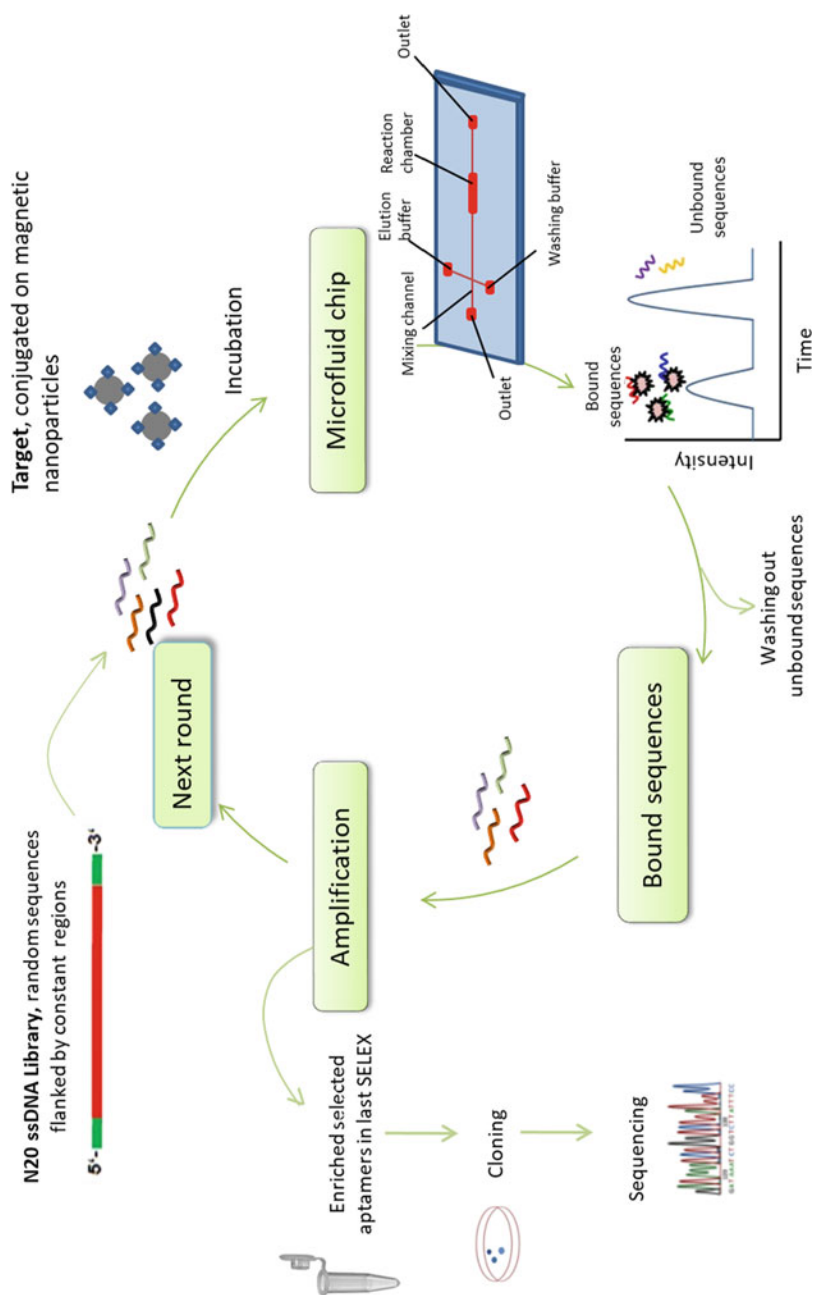 N20 ssDNA Library, random sequences
flanked by constant regions
5‘-
-3‘
Target, conjugated on magnetic
nanoparticles
Next round
Incubation
Microfluid chip
Elution
buffer
Reaction
chamber
Outlet
Mixing channel
Outlet
Washing buffer
Bound
sequences
Unbound
sequences
Intensity
Time
Washing out
unbound sequences
Bound sequences
Amplification
Enriched selected
aptamers in last SELEX
Cloning
Sequencing